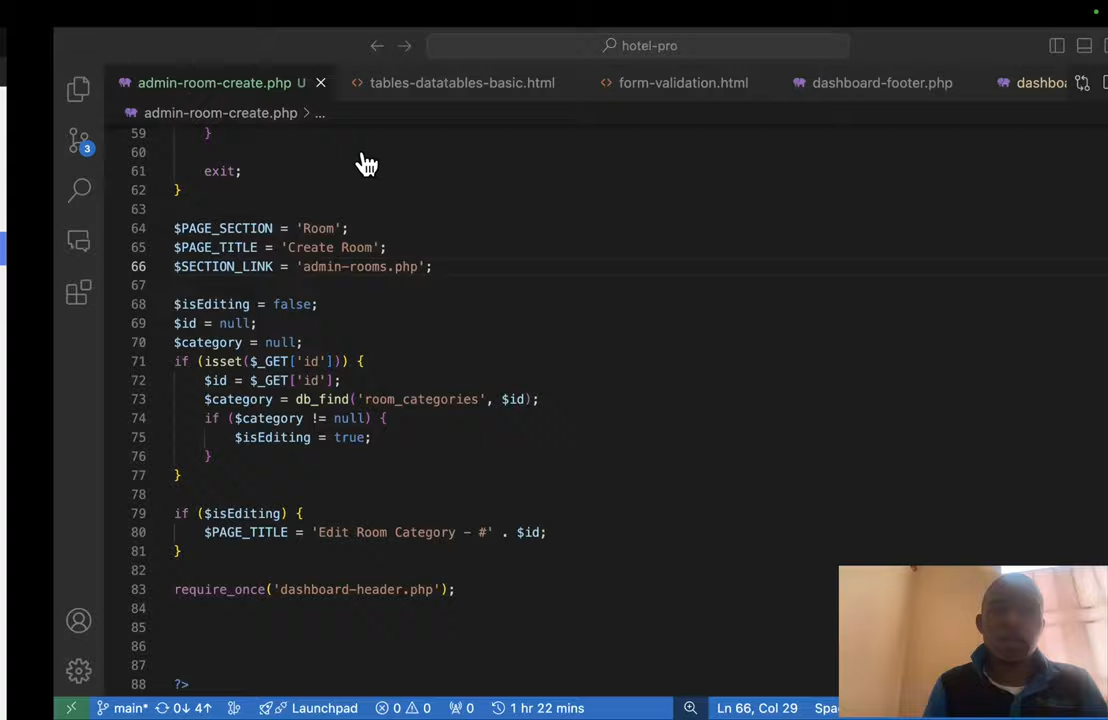 hotel-pro
admin-room-create.php U
tables-datatables-basic.html
form-validation.html
dashboard-footer.php
dashboa
admin-room-create.php > ...
3
59 }
60
61 exit;
62 }
63
64 $PAGE_SECTION = 'Room';
65 $PAGE_TITLE = 'Create Room';
66 $SECTION_LINK = 'admin-rooms.php';
67
68 $isEditing = false;
69 $id = null;
70 $category = null;
71 if (isset($_GET['id'])) {
72 $id = $_GET['id'];
73 $category = db_find('room_categories', $id);
74 if ($category != null) {
75 $isEditing = true;
76 }
77 }
78
79 if ($isEditing) {
80 $PAGE_TITLE = 'Edit Room Category - #' . $id;
81 }
82
83 require_once('dashboard-header.php');
84
85
86
87
88 ?>
main* 0↓ 4↑ Launchpad 0 0 0 1 hr 22 mins Ln 66, Col 29 Spa